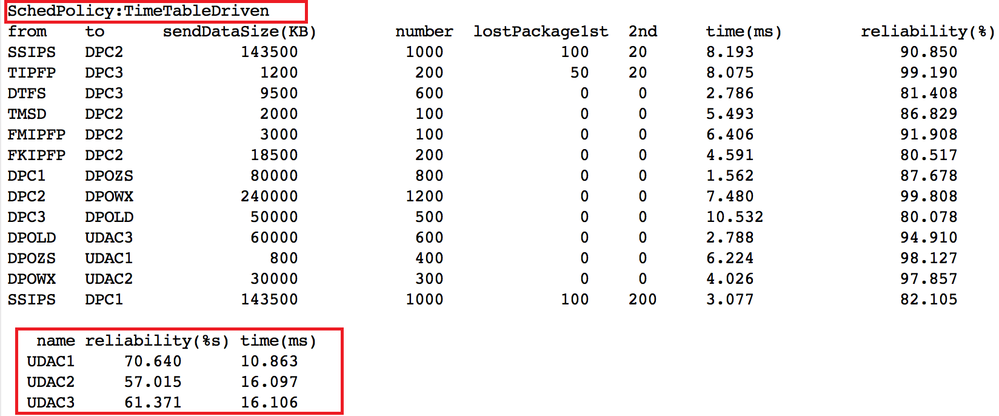 SchedPolicy:TimeTableDriven
from to sendDataSize(KB) number lostPackage1st 2nd time(ms) reliability(%)
SSIPS DPC2 143500 1000 100 20 8.193 90.850
TIPFP DPC3 1200 200 50 20 8.075 99.190
DTFS DPC3 9500 600 0 0 2.786 81.408
TMSD DPC2 2000 100 0 0 5.493 86.829
FMIPFP DPC2 3000 100 0 0 6.406 91.908
FKIPFP DPC2 18500 200 0 0 4.591 80.517
DPC1 DPOZS 80000 800 0 0 1.562 87.678
DPC2 DPOWX 240000 1200 0 0 7.480 99.808
DPC3 DPOLD 50000 500 0 0 10.532 80.078
DPOLD UDAC3 60000 600 0 0 2.788 94.910
DPOZS UDAC1 800 400 0 0 6.224 98.127
DPOWX UDAC2 30000 300 0 0 4.026 97.857
SSIPS DPC1 143500 1000 100 200 3.077 82.105
name reliability(%s) time(ms)
UDAC1 70.640 10.863
UDAC2 57.015 16.097
UDAC3 61.371 16.106